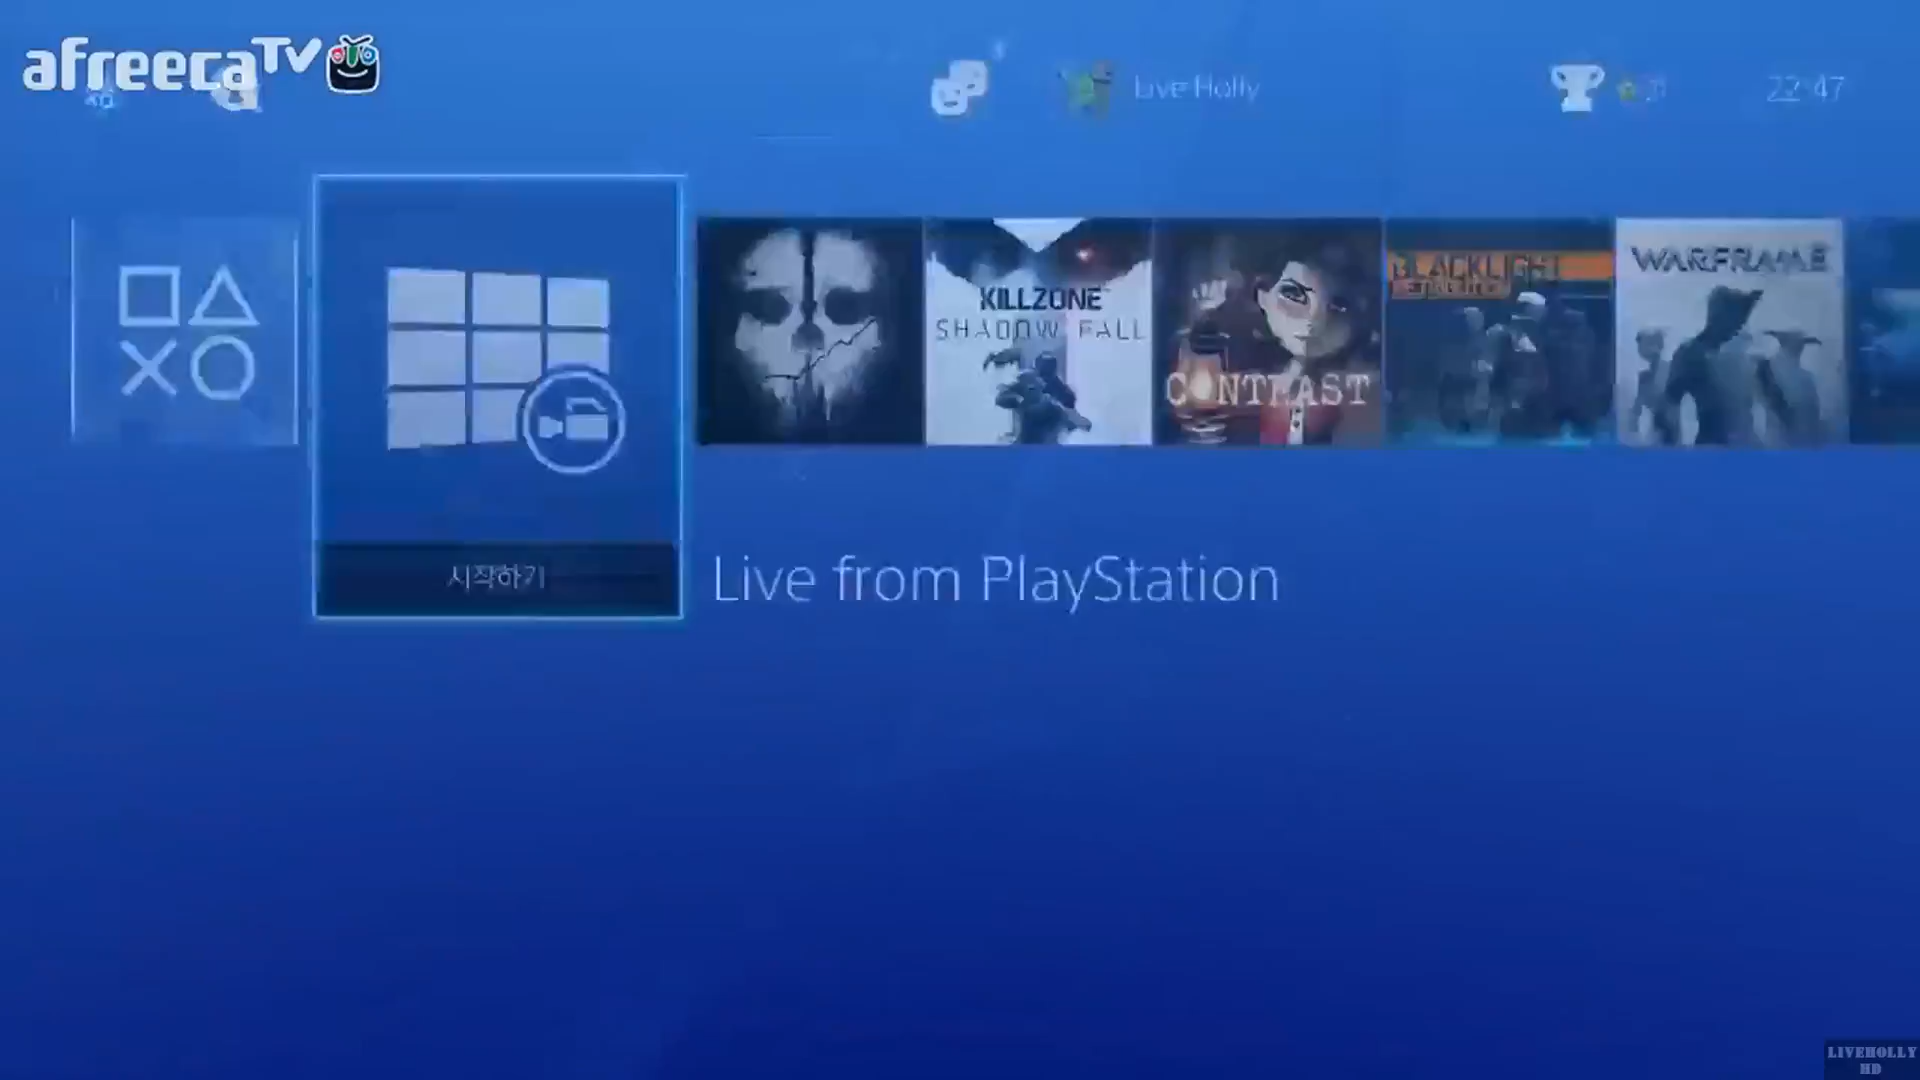 afreecaTV
Live Holly
22:47
KILLZONE
SHADOW FALL
CONTRAST
BLACKLIGHT
WARFRAME
시작하기
Live from PlayStation
LIVEHOLLY
HD